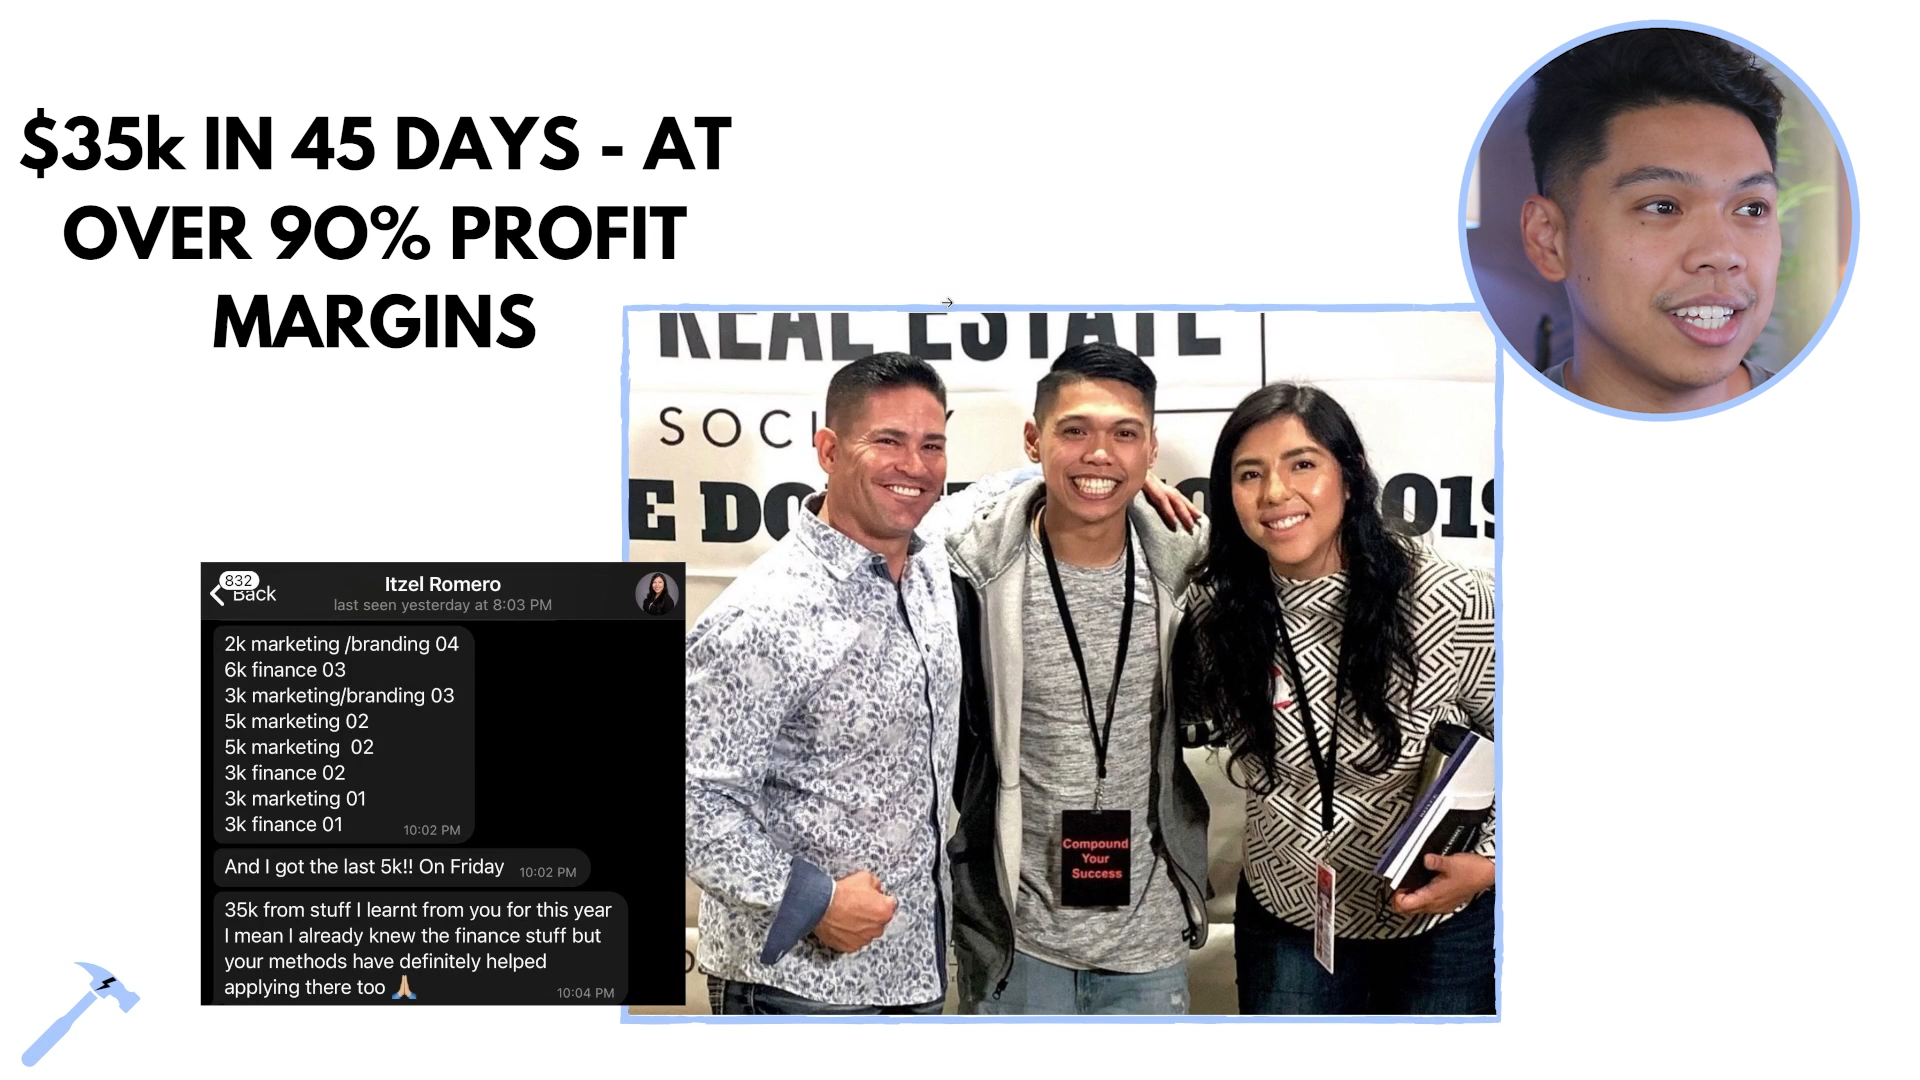 $35k IN 45 DAYS - AT
OVER 90% PROFIT
MARGINS
REAL ESTATE
SOCI
E DO
2019
Compound
Your
Success
832
Back
Itzel Romero
last seen yesterday at 8:03 PM
2k marketing /branding 04
6k finance 03
3k marketing/branding 03
5k marketing 02
5k marketing  02
3k finance 02
3k marketing 01
3k finance 01
10:02 PM
And I got the last 5k!! On Friday
10:02 PM
35k from stuff I learnt from you for this year
I mean I already knew the finance stuff but
your methods have definitely helped
applying there too 🙏🏼
10:04 PM